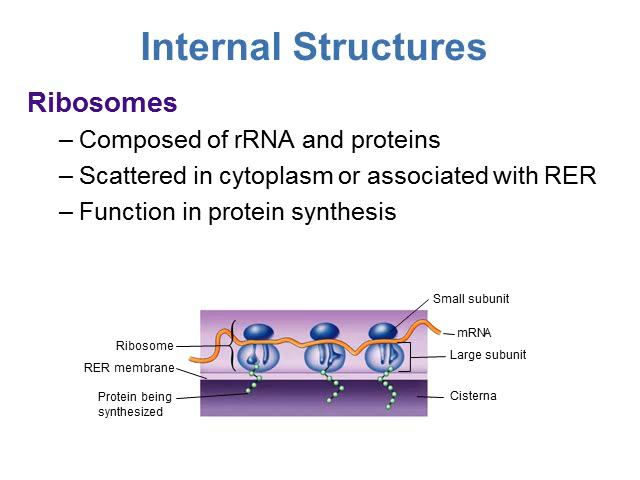 Internal Structures
Ribosomes
– Composed of rRNA and proteins
– Scattered in cytoplasm or associated with RER
– Function in protein synthesis
Small subunit
mRNA
Ribosome
Large subunit
RER membrane
Protein being
synthesized
Cisterna